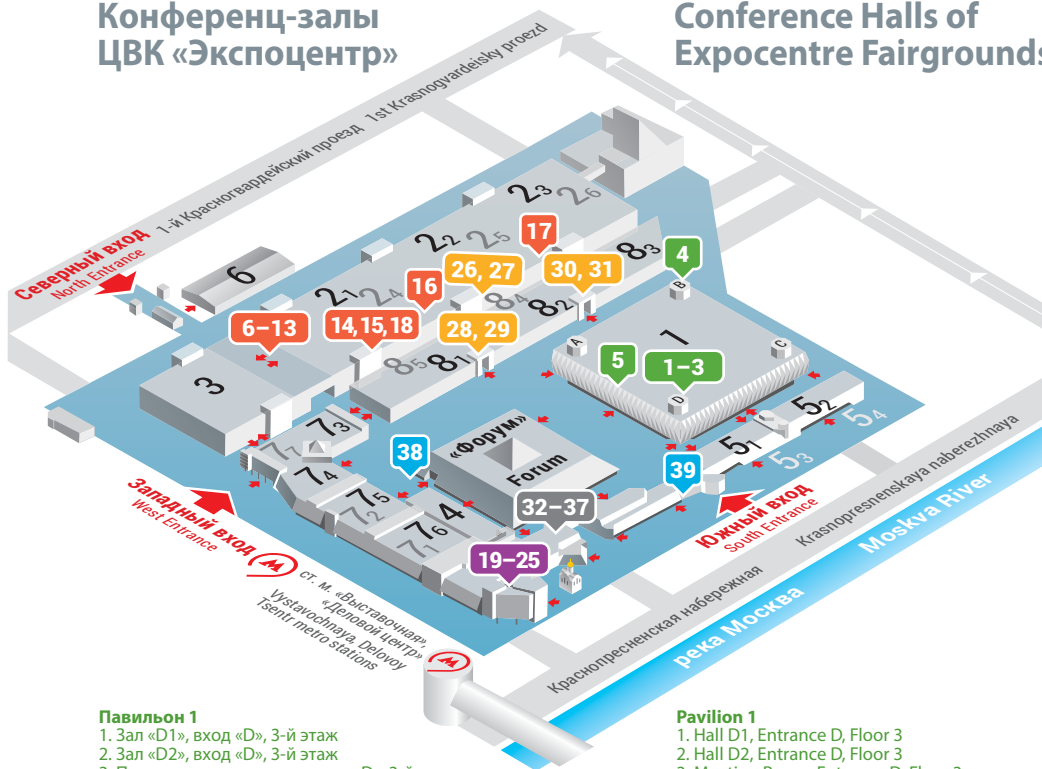 Конференц-залы
ЦВК «Экспоцентр»
Conference Halls of
Expocentre Fairgrounds
1-й Красногвардейский проезд 1st Krasnogvardeisky proezd
Северный вход
North Entrance
6
2₃
2₆
2₂
2₅
2₁
2₄
17
8₃
4
B
26, 27
30, 31
16
8₄
8₂
6–13
14, 15, 18
28, 29
8₅
8₁
1
A
C
5
1–3
D
3
5₂
5₄
5₁
5₃
7₃
7₇
7₄
7₅
7₂
7₆
7₁
4
38
«Форум»
Forum
39
32–37
19–25
Западный вход
West Entrance
ст. м. «Выставочная»,
«Деловой центр»
Vystavochnaya, Delovoy
Tsentr metro stations
Южный вход
South Entrance
Краснопресненская набережная
Krasnopresnenskaya naberezhnaya
река Москва
Moskva River
Павильон 1
1. Зал «D1», вход «D», 3-й этаж
2. Зал «D2», вход «D», 3-й этаж
Pavilion 1
1. Hall D1, Entrance D, Floor 3
2. Hall D2, Entrance D, Floor 3